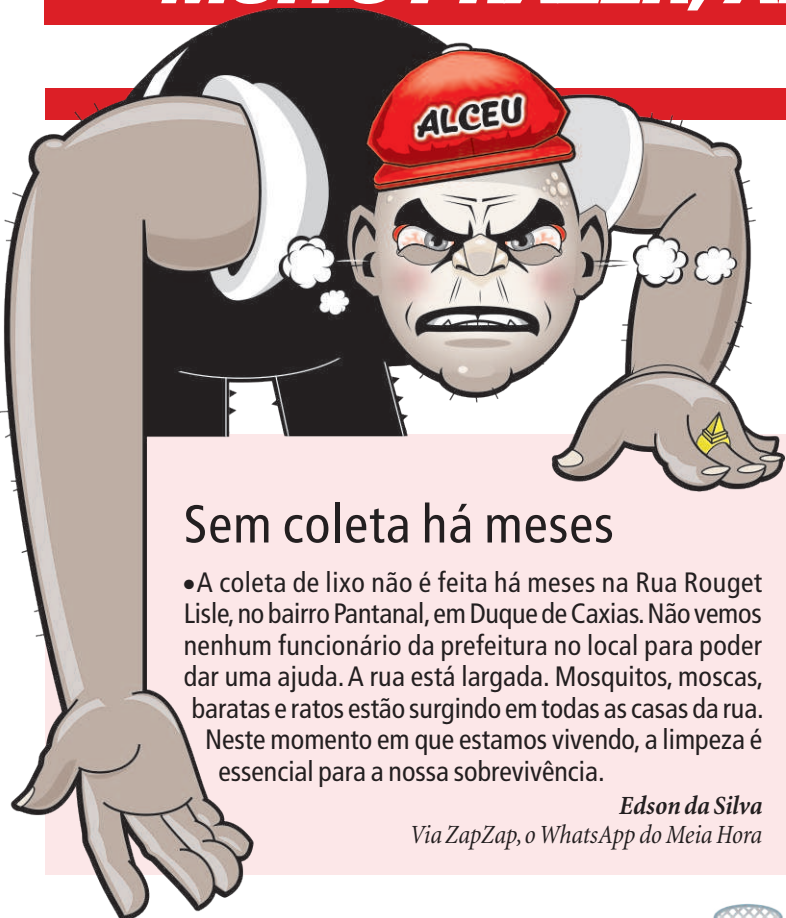 ALCEU
Sem coleta há meses
•A coleta de lixo não é feita há meses na Rua Rouget
Lisle, no bairro Pantanal, em Duque de Caxias. Não vemos
nenhum funcionário da prefeitura no local para poder
dar uma ajuda. A rua está largada. Mosquitos, moscas,
baratas e ratos estão surgindo em todas as casas da rua.
Neste momento em que estamos vivendo, a limpeza é
essencial para a nossa sobrevivência.
Edson da Silva
Via ZapZap, o WhatsApp do Meia Hora